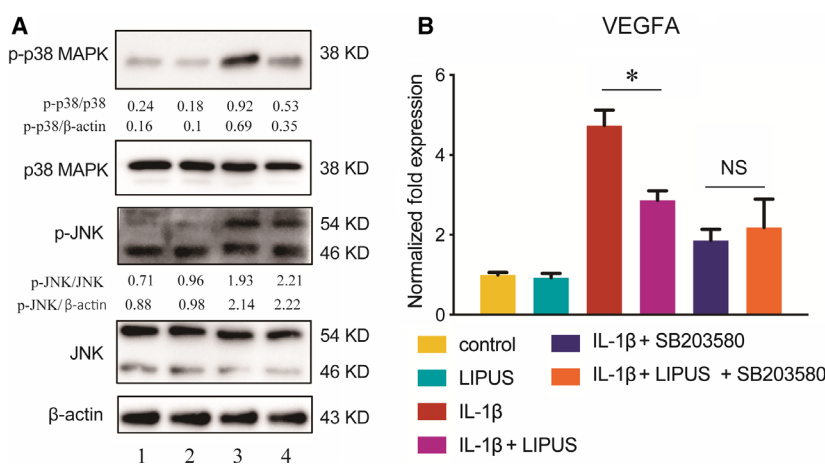 A
p-p38 MAPK 38 KD
p-p38/p38 0.24 0.18 0.92 0.53
p-p38/β-actin 0.16 0.1 0.69 0.35
p38 MAPK 38 KD
p-JNK 54 KD
46 KD
p-JNK/JNK 0.71 0.96 1.93 2.21
p-JNK/β-actin 0.88 0.98 2.14 2.22
JNK 54 KD
46 KD
β-actin 43 KD
1 2 3 4
B
VEGFA
Normalized fold expression
6
4
2
0
*
NS
control
LIPUS
IL-1β
IL-1β + LIPUS
IL-1β + SB203580
IL-1β + LIPUS + SB203580